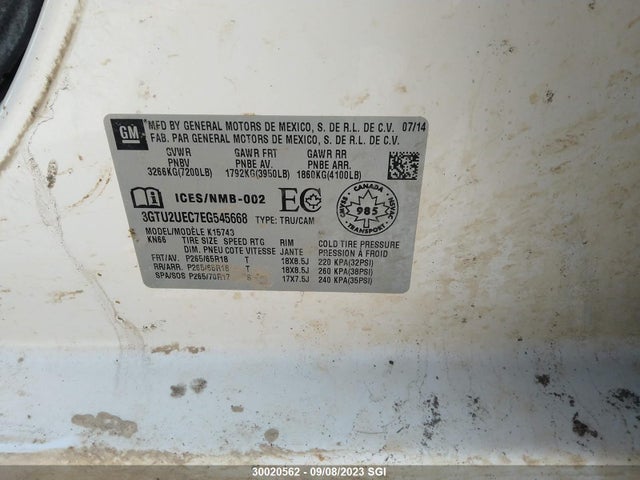 GM
MFD BY GENERAL MOTORS DE MEXICO, S. DE R.L. DE C.V. 07/14
FAB. PAR GENERAL MOTORS DE MEXICO, S. DE R.L. DE C.V.
GVWR GAWR FRT GAWR RR
PNBV PNBE AV. PNBE ARR.
3266KG(7200LB) 1792KG(3950LB) 1860KG(4100LB)
ICES/NMB-002 EC CANADA 985 TRANSPORT
3GTU2UEC7EG545668 TYPE: TRU/CAM
MODEL/MODÈLE K15743
KN66 TIRE SIZE SPEED RTG RIM COLD TIRE PRESSURE
DIM. PNEU COTE VITESSE JANTE PRESSION À FROID
FRT/AV. P265/65R18 T 18X8.5J 220 KPA(32PSI)
RR/ARR. P265/65R18 T 18X8.5J 260 KPA(38PSI)
SPA/SOS P265/70R17 17X7.5J 240 KPA(35PSI)
30020562 - 09/08/2023 SGI